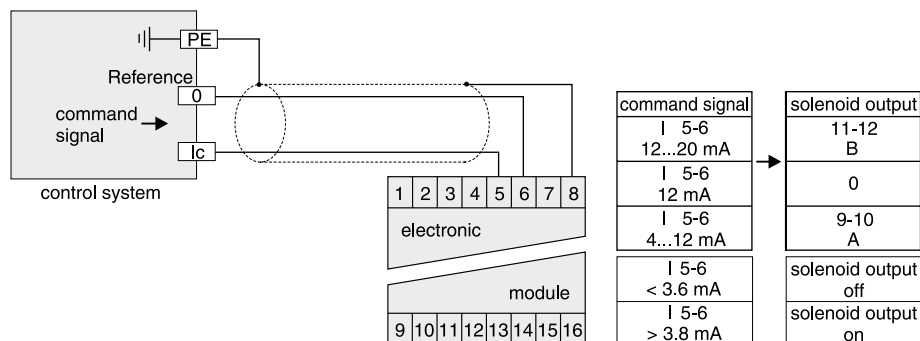 PE
Reference
0
command
signal
Ic
control system
1 2 3 4 5 6 7 8
electronic
module
9 10 11 12 13 14 15 16
command signal
I 5-6
12...20 mA
I 5-6
12 mA
I 5-6
4...12 mA
I 5-6
< 3.6 mA
I 5-6
> 3.8 mA
solenoid output
11-12
B
0
9-10
A
solenoid output
off
solenoid output
on